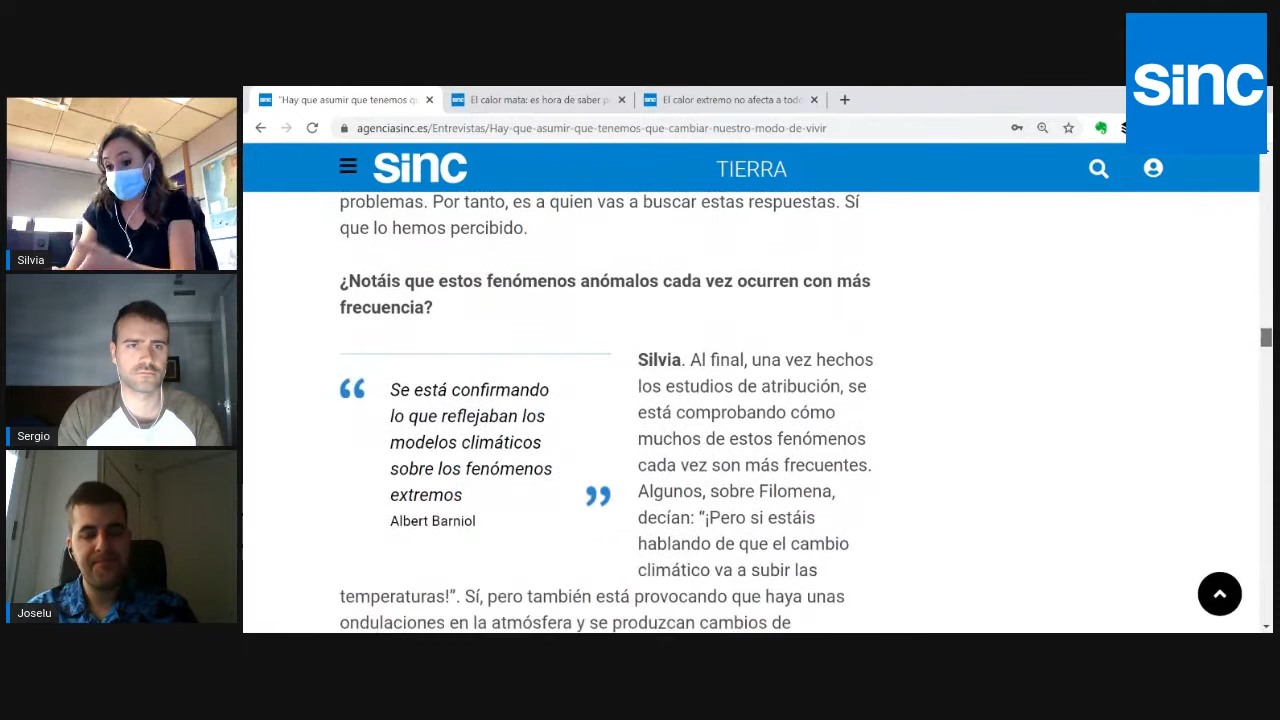 sinc
"Hay que asumir que tenemos qu
El calor mata: es hora de saber p
El calor extremo no afecta a todo
agenciasinc.es/Entrevistas/Hay-que-asumir-que-tenemos-que-cambiar-nuestro-modo-de-vivir
sinc
TIERRA
problemas. Por tanto, es a quien vas a buscar estas respuestas. Sí
que lo hemos percibido.
¿Notáis que estos fenómenos anómalos cada vez ocurren con más
frecuencia?
“ Se está confirmando
lo que reflejaban los
modelos climáticos
sobre los fenómenos
extremos ”
Albert Barniol
Silvia. Al final, una vez hechos
los estudios de atribución, se
está comprobando cómo
muchos de estos fenómenos
cada vez son más frecuentes.
Algunos, sobre Filomena,
decían: “¡Pero si estáis
hablando de que el cambio
climático va a subir las
temperaturas!”. Sí, pero también está provocando que haya unas
ondulaciones en la atmósfera y se produzcan cambios de
Silvia
Sergio
Joselu